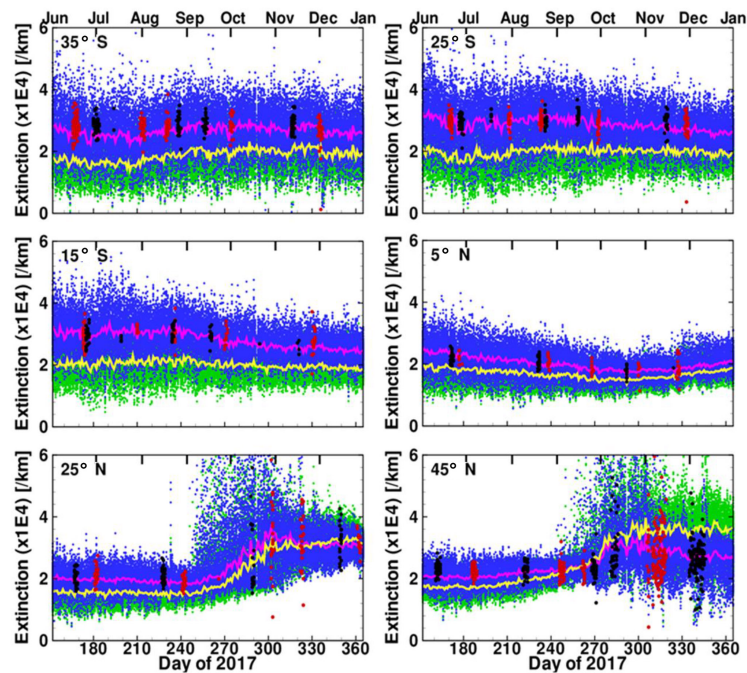 Jun Jul Aug Sep Oct Nov Dec Jan Jun Jul Aug Sep Oct Nov Dec Jan
35° S
Extinction (x1E4) [/km]
6
4
2
0
25° S
Extinction (x1E4) [/km]
6
4
2
0
15° S
Extinction (x1E4) [/km]
6
4
2
0
5° N
Extinction (x1E4) [/km]
6
4
2
0
25° N
Extinction (x1E4) [/km]
6
4
2
0
45° N
Extinction (x1E4) [/km]
6
4
2
0
180 210 240 270 300 330 360 180 210 240 270 300 330 360
Day of 2017 Day of 2017